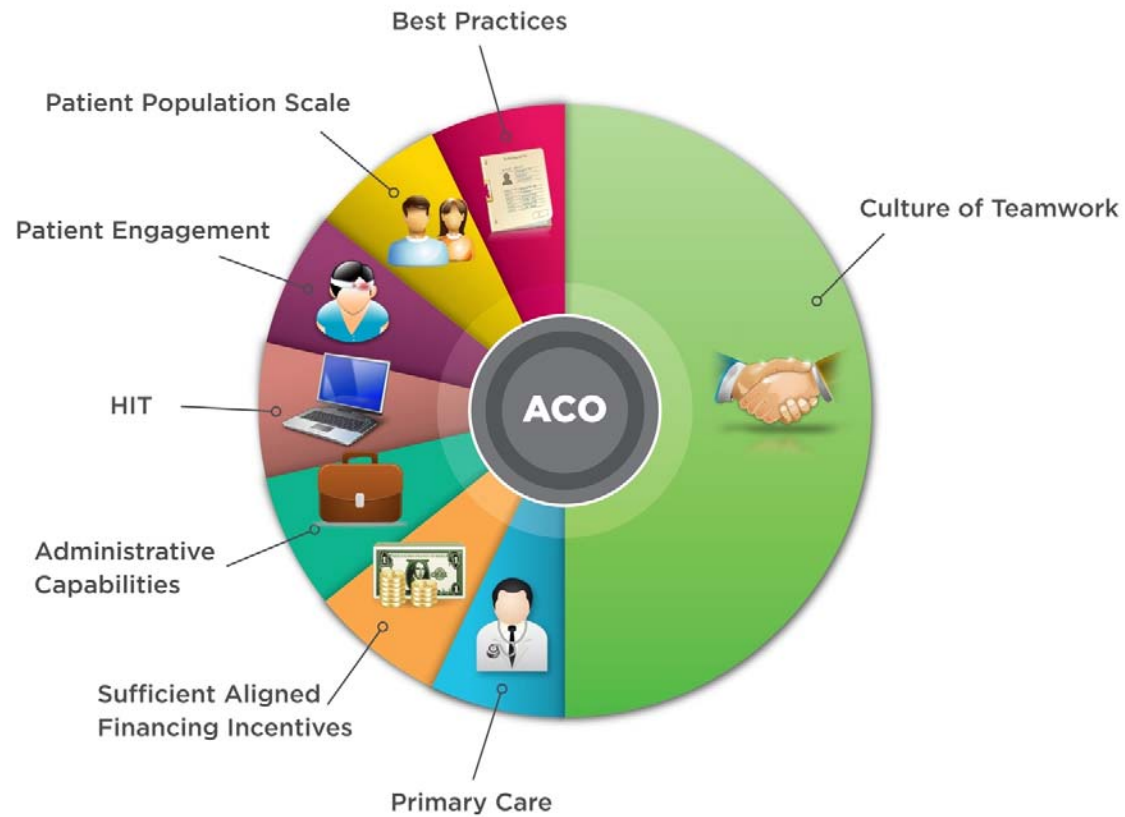 Best Practices
Patient Population Scale
Culture of Teamwork
Patient Engagement
HIT
ACO
Administrative
Capabilities
Sufficient Aligned
Financing Incentives
Primary Care